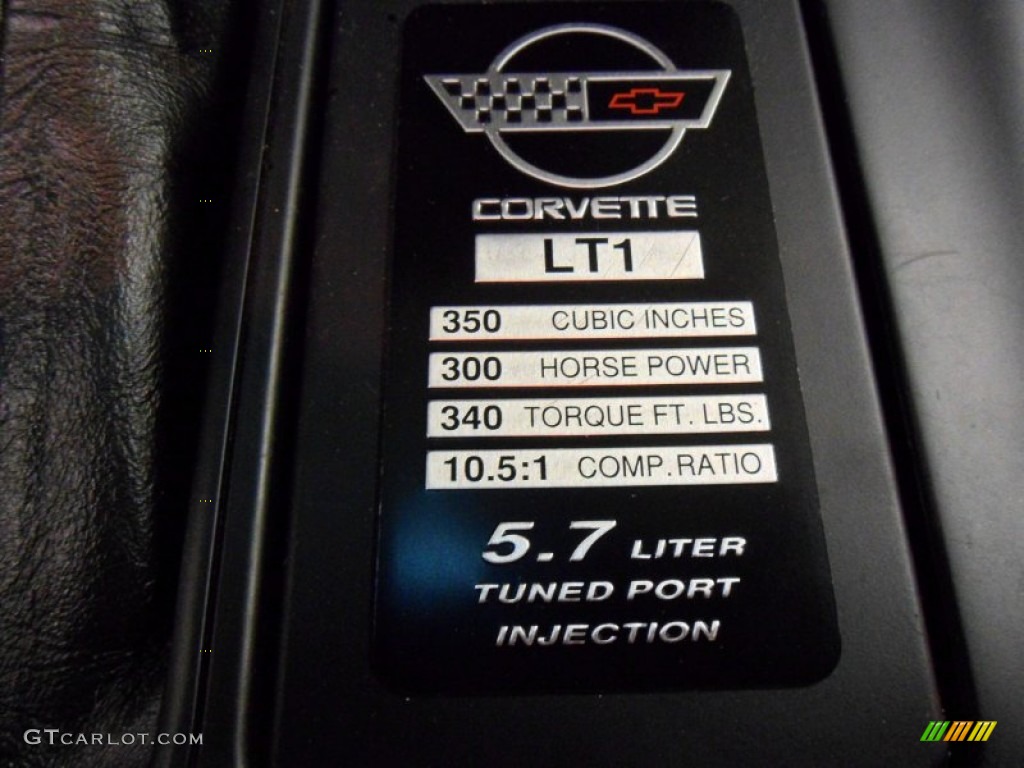 CORVETTE
LT1
350 CUBIC INCHES
300 HORSE POWER
340 TORQUE FT. LBS.
10.5:1 COMP. RATIO
5.7 LITER
TUNED PORT
INJECTION
GTCARLOT.COM